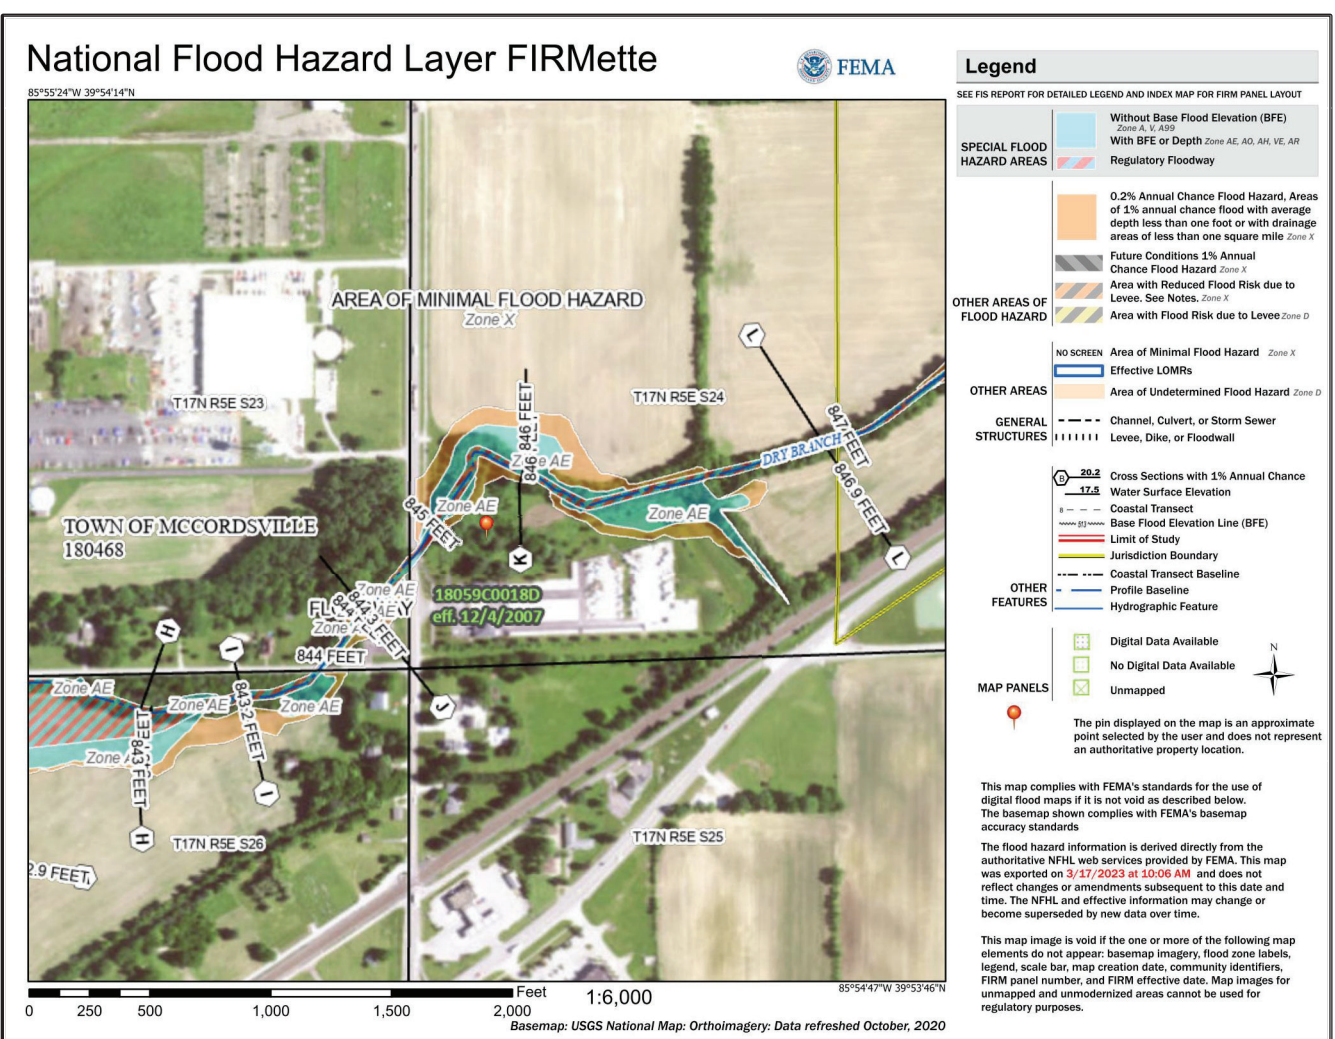 National Flood Hazard Layer FIRMette
FEMA
85°55'24"W 39°54'14"N
AREA OF MINIMAL FLOOD HAZARD
Zone X
T17N R5E S23
T17N R5E S24
846 FEET
Zone AE
DRY BRANCH
847 FEET
846.9 FEET
L
L
Zone AE
845 FEET
Zone AE
TOWN OF MCCORDSVILLE
180468
K
18059C0018D
eff. 12/4/2007
Zone AE
844 FEET
H
I
J
Zone AE
Zone AE
Zone AE
843.2 FEET
843 FEET
I
H
T17N R5E S26
T17N R5E S25
2.9 FEET
85°54'47"W 39°53'46"N
0 250 500 1,000 1,500 2,000
Feet
1:6,000
Basemap: USGS National Map: Orthoimagery: Data refreshed October, 2020
Legend
SEE FIS REPORT FOR DETAILED LEGEND AND INDEX MAP FOR FIRM PANEL LAYOUT
SPECIAL FLOOD
HAZARD AREAS
Without Base Flood Elevation (BFE)
Zone A, V, A99
With BFE or Depth Zone AE, AO, AH, VE, AR
Regulatory Floodway
0.2% Annual Chance Flood Hazard, Areas
of 1% annual chance flood with average
depth less than one foot or with drainage
areas of less than one square mile Zone X
Future Conditions 1% Annual
Chance Flood Hazard Zone X
Area with Reduced Flood Risk due to
Levee. See Notes. Zone X
Area with Flood Risk due to Levee Zone D
OTHER AREAS OF
FLOOD HAZARD
NO SCREEN Area of Minimal Flood Hazard Zone X
Effective LOMRs
OTHER AREAS
Area of Undetermined Flood Hazard Zone D
GENERAL
STRUCTURES
Channel, Culvert, or Storm Sewer
Levee, Dike, or Floodwall
B 20.2 Cross Sections with 1% Annual Chance
17.5 Water Surface Elevation
8 Coastal Transect
513 Base Flood Elevation Line (BFE)
Limit of Study
Jurisdiction Boundary
Coastal Transect Baseline
OTHER
FEATURES
Profile Baseline
Hydrographic Feature
Digital Data Available
No Digital Data Available
Unmapped
MAP PANELS
N
The pin displayed on the map is an approximate
point selected by the user and does not represent
an authoritative property location.
This map complies with FEMA's standards for the use of
digital flood maps if it is not void as described below.
The basemap shown complies with FEMA's basemap
accuracy standards
The flood hazard information is derived directly from the
authoritative NFHL web services provided by FEMA. This map
was exported on 3/17/2023 at 10:06 AM and does not
reflect changes or amendments subsequent to this date and
time. The NFHL and effective information may change or
become superseded by new data over time.
This map image is void if the one or more of the following map
elements do not appear: basemap imagery, flood zone labels,
legend, scale bar, map creation date, community identifiers,
FIRM panel number, and FIRM effective date. Map images for
unmapped and unmodernized areas cannot be used for
regulatory purposes.